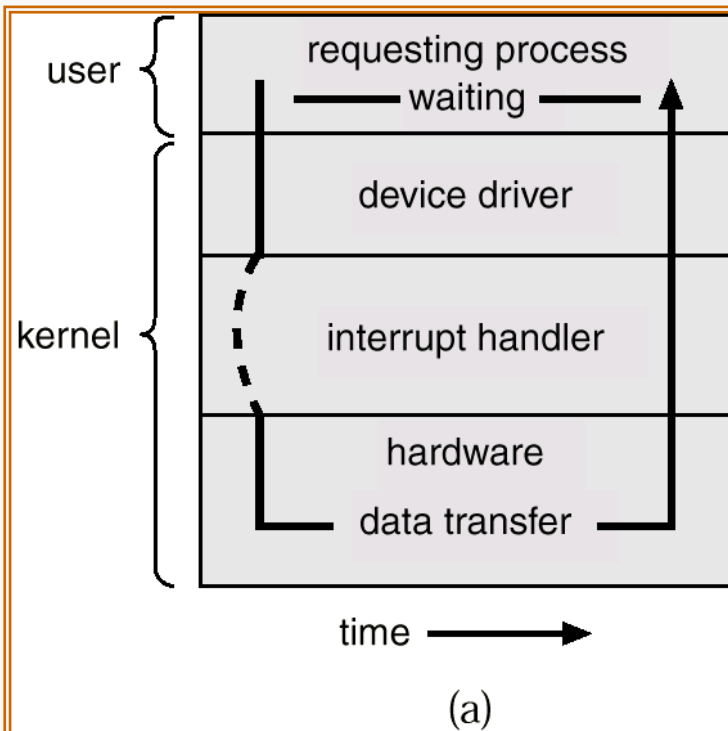 user
requesting process
waiting
device driver
kernel
interrupt handler
hardware
data transfer
time
(a)